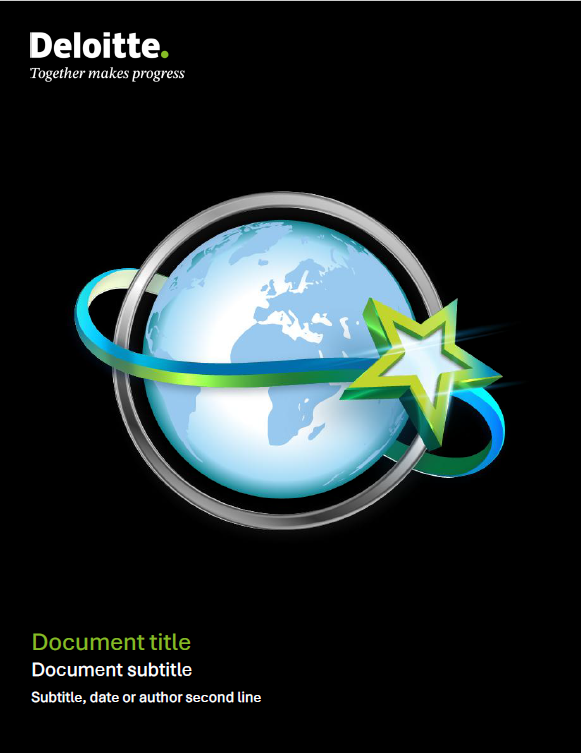 Deloitte.
Together makes progress
Document title
Document subtitle
Subtitle, date or author second line